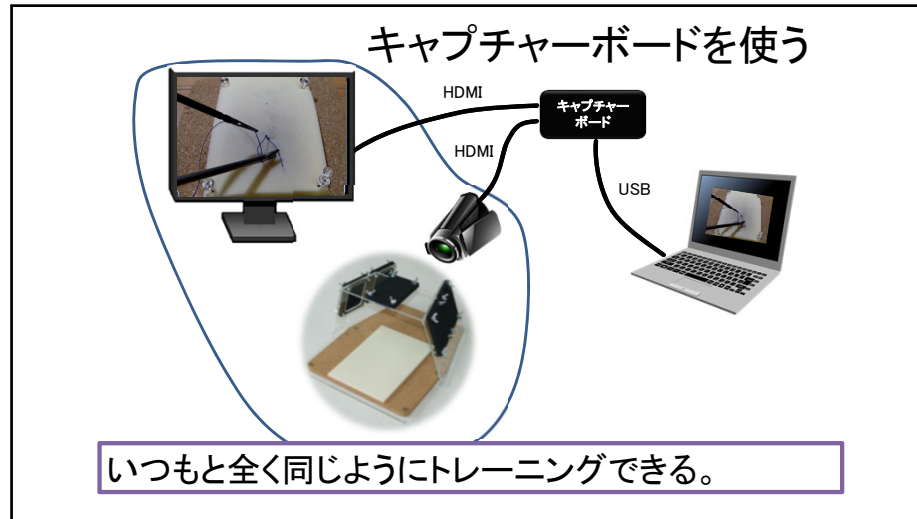 キャプチャーボードを使う
HDMI
キャプチャー
ボード
HDMI
USB
いつもと全く同じようにトレーニングできる。